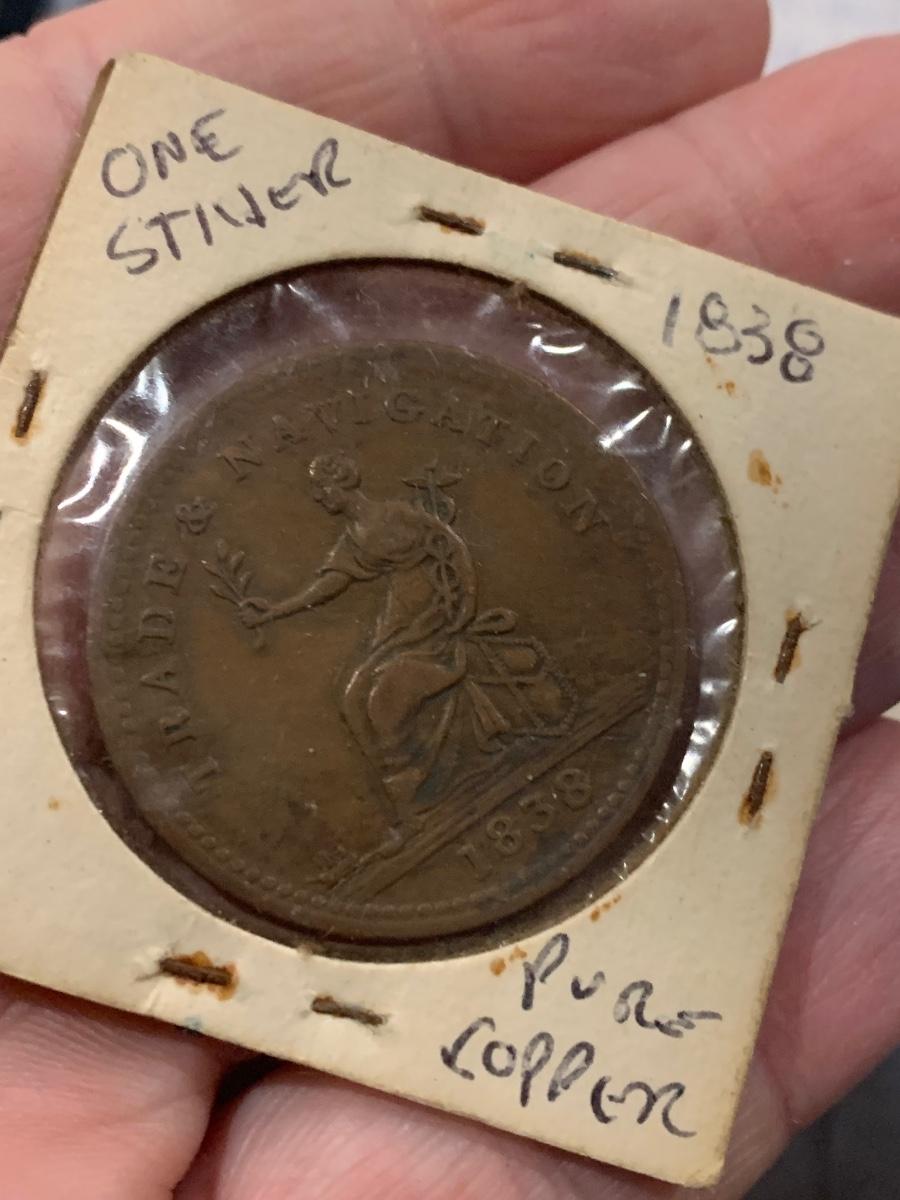 ONE
STIVER
1838
TRADE & NAVIGATION
1838
PURE
COPPER